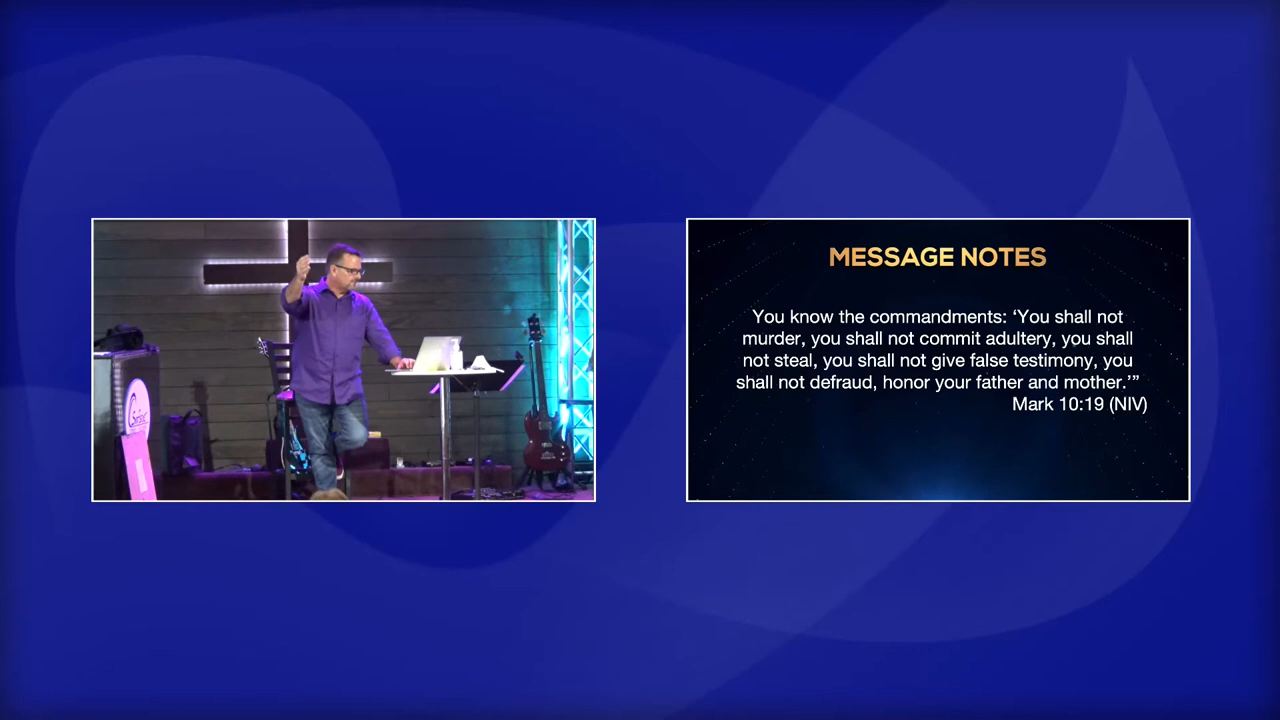 MESSAGE NOTES
You know the commandments: ‘You shall not
murder, you shall not commit adultery, you shall
not steal, you shall not give false testimony, you
shall not defraud, honor your father and mother.’”
Mark 10:19 (NIV)